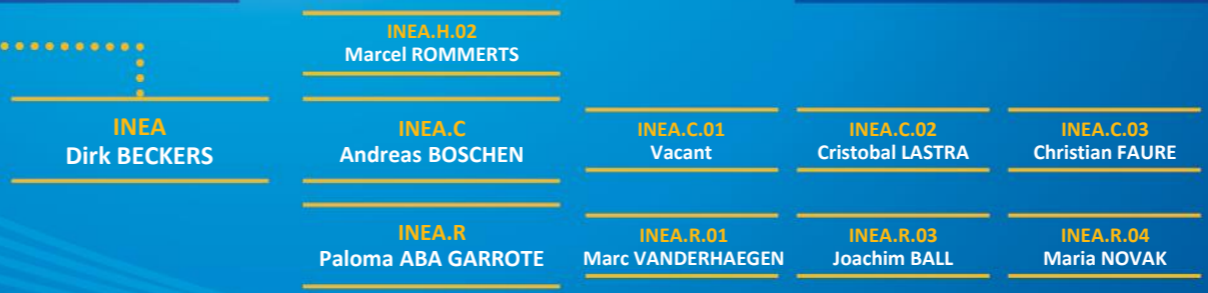 INEA.H.02
Marcel ROMMERTS
INEA
Dirk BECKERS
INEA.C
Andreas BOSCHEN
INEA.C.01
Vacant
INEA.C.02
Cristobal LASTRA
INEA.C.03
Christian FAURE
INEA.R
Paloma ABA GARROTE
INEA.R.01
Marc VANDERHAEGEN
INEA.R.03
Joachim BALL
INEA.R.04
Maria NOVAK